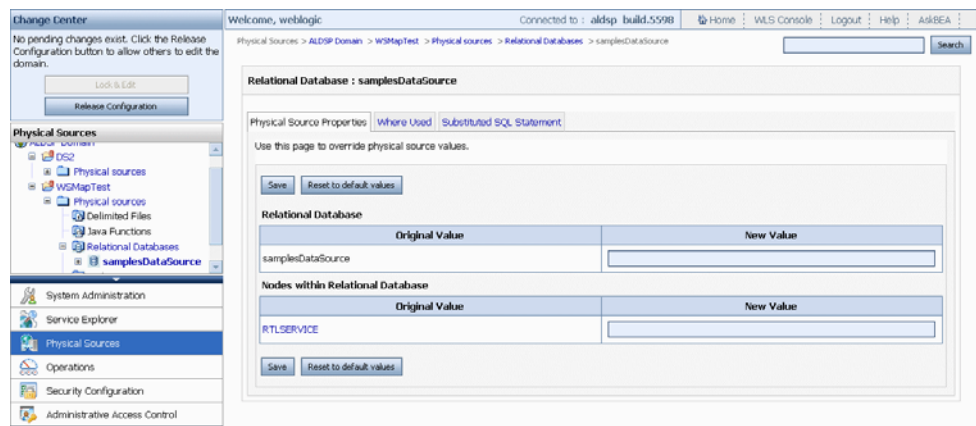 Change Center
Welcome, weblogic
Connected to : aldsp build.5598
Home
WLS Console
Logout
Help
AskBEA
No pending changes exist. Click the Release
Configuration button to allow others to edit the
domain.
Lock & Edit
Release Configuration
Physical Sources > ALDSP Domain > WSMapTest > Physical sources > Relational Databases > samplesDataSource
Search
Relational Database : samplesDataSource
Physical Source Properties
Where Used
Substituted SQL Statement
Use this page to override physical source values.
Save
Reset to default values
Relational Database
Original Value
New Value
samplesDataSource
Nodes within Relational Database
Original Value
New Value
RTLSERVICE
Save
Reset to default values
Physical Sources
ALDSP Domain
DS2
Physical sources
WSMapTest
Physical sources
Delimited Files
Java Functions
Relational Databases
samplesDataSource
System Administration
Service Explorer
Physical Sources
Operations
Security Configuration
Administrative Access Control